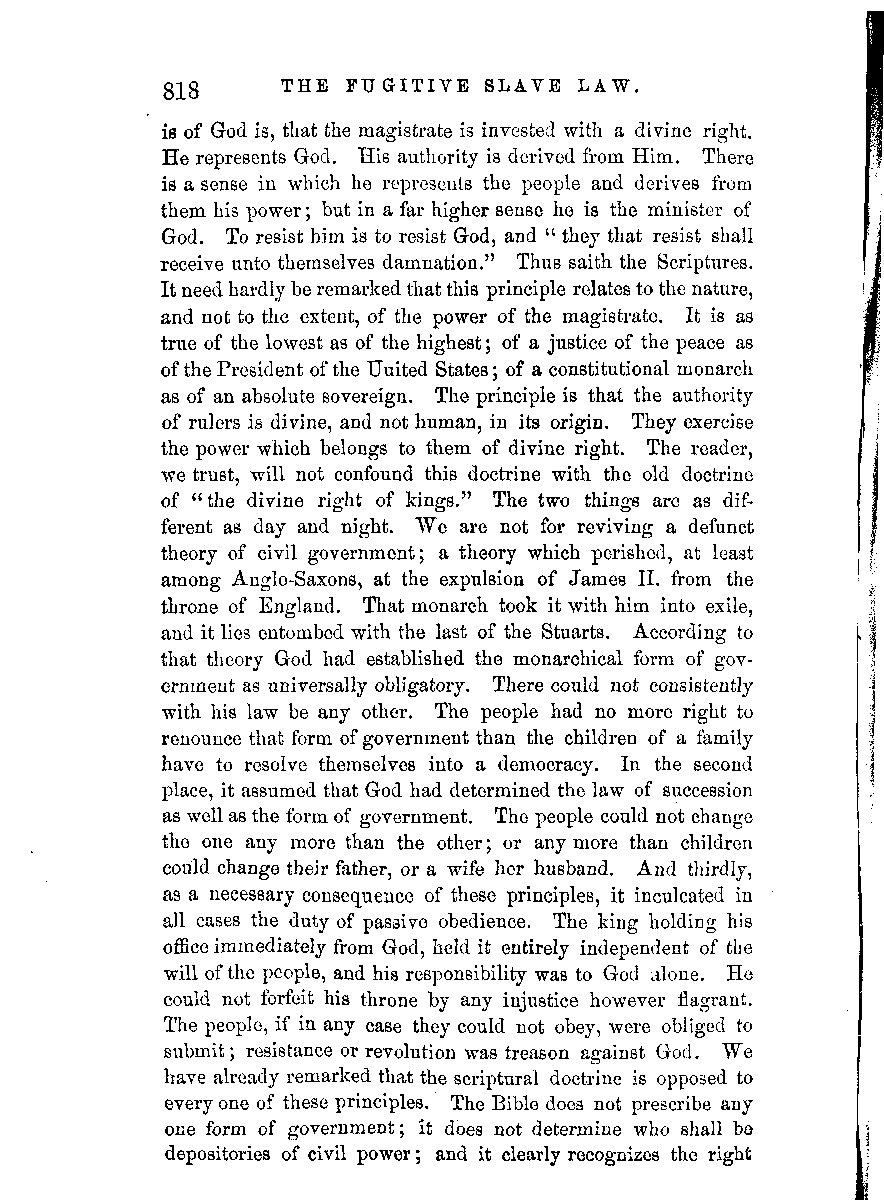 818 THE FUGITIVE SLAVE LAW.
is of God is, that the magistrate is invested with a divine right.
He represents God. His authority is derived from Him. There
is a sense in which he represents the people and derives from
them his power; but in a far higher sense he is the minister of
God. To resist him is to resist God, and "they that resist shall
receive unto themselves damnation." Thus saith the Scriptures.
It need hardly be remarked that this principle relates to the nature,
and not to the extent, of the power of the magistrate. It is as
true of the lowest as of the highest; of a justice of the peace as
of the President of the United States; of a constitutional monarch
as of an absolute sovereign. The principle is that the authority
of rulers is divine, and not human, in its origin. They exercise
the power which belongs to them of divine right. The reader,
we trust, will not confound this doctrine with the old doctrine
of "the divine right of kings." The two things are as dif-
ferent as day and night. We are not for reviving a defunct
theory of civil government; a theory which perished, at least
among Anglo-Saxons, at the expulsion of James II. from the
throne of England. That monarch took it with him into exile,
and it lies entombed with the last of the Stuarts. According to
that theory God had established the monarchical form of gov-
ernment as universally obligatory. There could not consistently
with his law be any other. The people had no more right to
renounce that form of government than the children of a family
have to resolve themselves into a democracy. In the second
place, it assumed that God had determined the law of succession
as well as the form of government. The people could not change
the one any more than the other; or any more than children
could change their father, or a wife her husband. And thirdly,
as a necessary consequence of these principles, it inculcated in
all cases the duty of passive obedience. The king holding his
office immediately from God, held it entirely independent of the
will of the people, and his responsibility was to God alone. He
could not forfeit his throne by any injustice however flagrant.
The people, if in any case they could not obey, were obliged to
submit; resistance or revolution was treason against God. We
have already remarked that the scriptural doctrine is opposed to
every one of these principles. The Bible does not prescribe any
one form of government; it does not determine who shall be
depositories of civil power; and it clearly recognizes the right